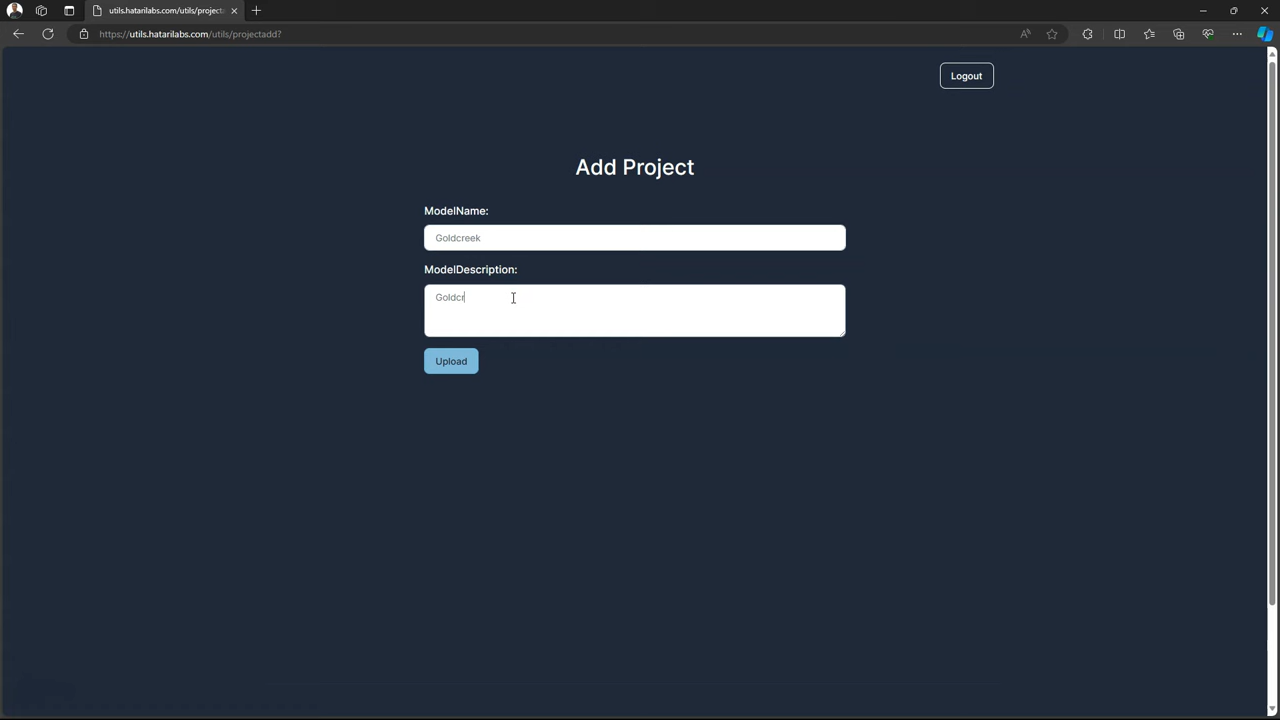 utils.hatarilabs.com/utils/project
https://utils.hatarilabs.com/utils/projectadd?
Logout
Add Project
ModelName:
Goldcreek
ModelDescription:
Goldcr
Upload